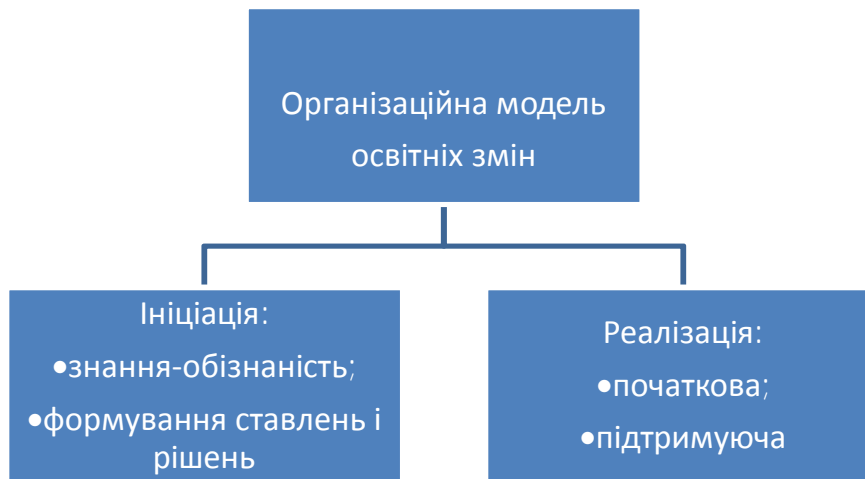 Організаційна модель
освітніх змін
Ініціація:
•знання-обізнаність;
•формування ставлень і
рішень
Реалізація:
•початкова;
•підтримуюча